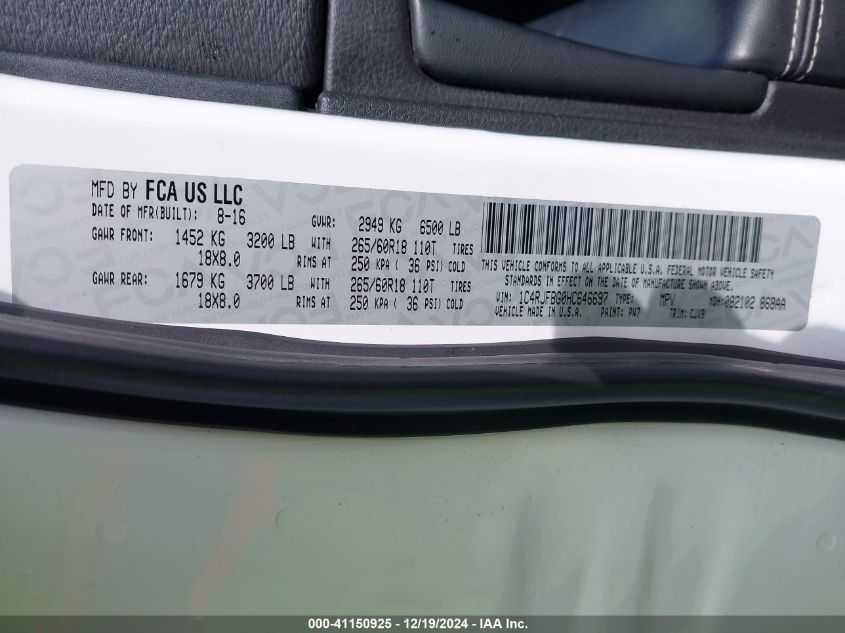 MFD BY FCA US LLC
DATE OF MFR(BUILT): 8-16 GVWR: 2949 KG 6500 LB
GAWR FRONT: 1452 KG 3200 LB WITH 265/60R18 110T TIRES
18X8.0 RIMS AT 250 KPA ( 36 PSI) COLD
GAWR REAR: 1679 KG 3700 LB WITH 265/60R18 110T TIRES
18X8.0 RIMS AT 250 KPA ( 36 PSI) COLD
THIS VEHICLE CONFORMS TO ALL APPLICABLE U.S.A. FEDERAL MOTOR VEHICLE SAFETY
STANDARDS IN EFFECT ON THE DATE OF MANUFACTURE SHOWN ABOVE.
VIN: 1C4RJFBG0HC646697 TYPE: MPV MDH: 082102 868AA
VEHICLE MADE IN U.S.A. PAINT: PW7 TRIM: CJX9
000-41150925 - 12/19/2024 - IAA Inc.